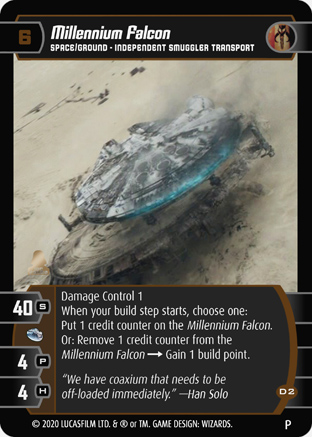 6
Millennium Falcon
SPACE/GROUND - INDEPENDENT SMUGGLER TRANSPORT
40 S
4 P
4 H
Damage Control 1
When your build step starts, choose one:
Put 1 credit counter on the Millennium Falcon.
Or: Remove 1 credit counter from the
Millennium Falcon → Gain 1 build point.
"We have coaxium that needs to be
off-loaded immediately." —Han Solo
D2
© 2020 LUCASFILM LTD. & ® or TM. GAME DESIGN: WIZARDS.
P